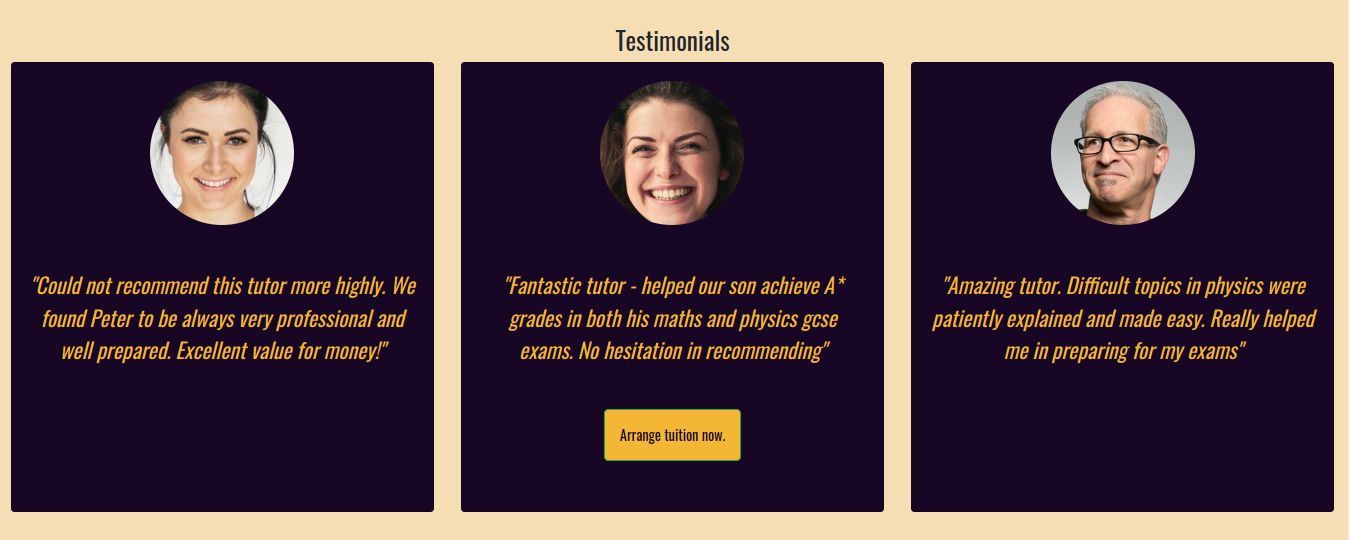 Testimonials
"Could not recommend this tutor more highly. We
found Peter to be always very professional and
well prepared. Excellent value for money!"
"Fantastic tutor - helped our son achieve A*
grades in both his maths and physics gcse
exams. No hesitation in recommending"
Arrange tuition now.
"Amazing tutor. Difficult topics in physics were
patiently explained and made easy. Really helped
me in preparing for my exams"